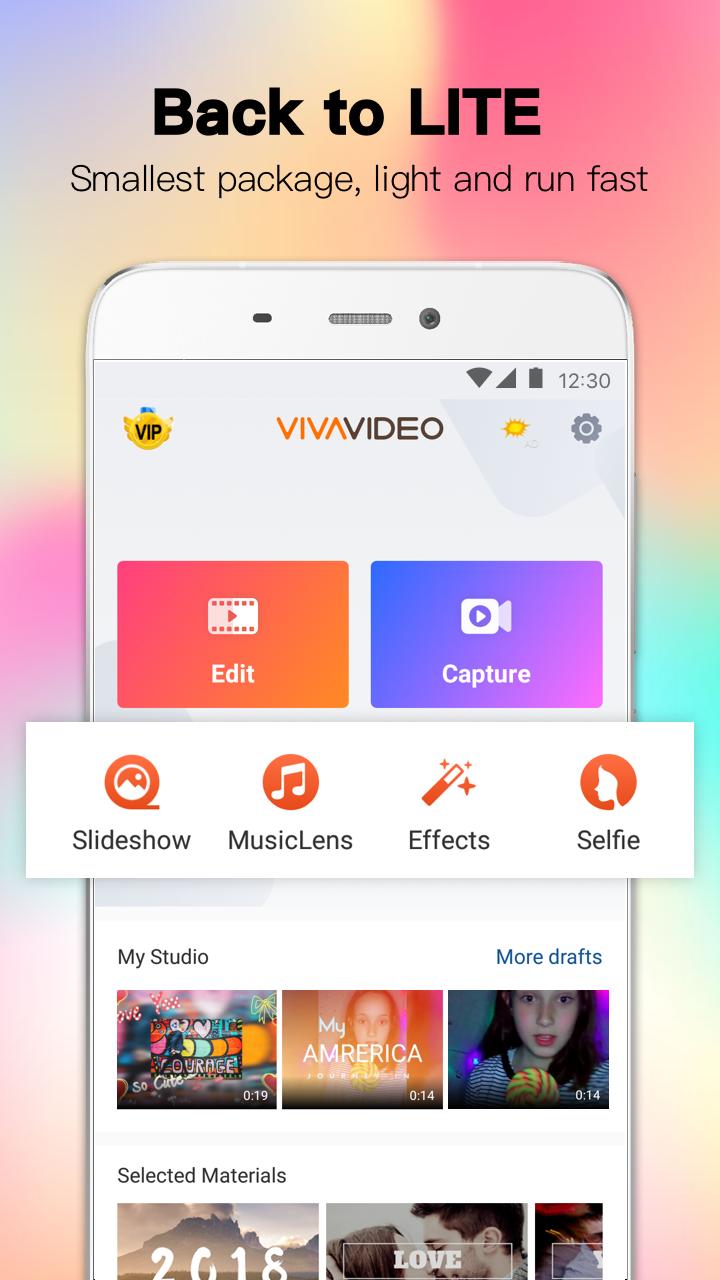 Back to LITE
Smallest package, light and run fast
12:30
VIP
VIVAVIDEO
AD
Edit
Capture
Slideshow
MusicLens
Effects
Selfie
My Studio
More drafts
Love You
COURAGE
so Cute
0:19
My
AMRERICA
JOURNEY IN
0:14
0:14
Selected Materials
2018
LOVE
Y